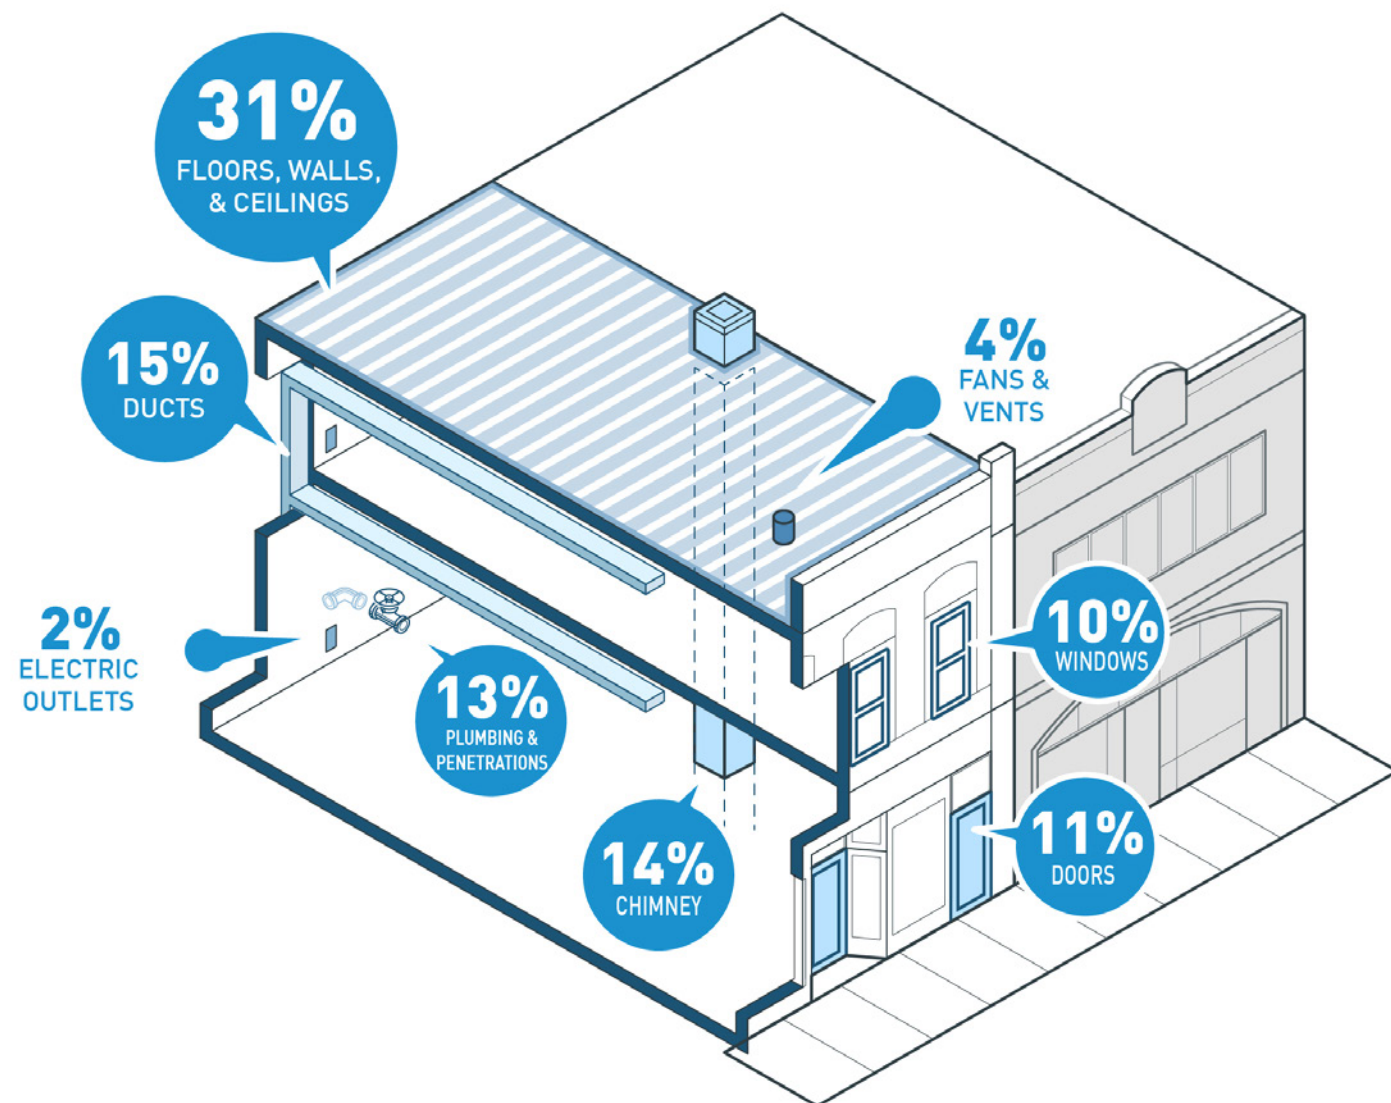 31%
FLOORS, WALLS,
& CEILINGS
15%
DUCTS
4%
FANS &
VENTS
2%
ELECTRIC
OUTLETS
13%
PLUMBING &
PENETRATIONS
10%
WINDOWS
14%
CHIMNEY
11%
DOORS